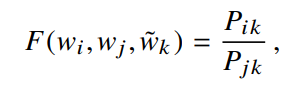 F(w_i, w_j, \tilde{w}_k) = \frac{P_{ik}}{P_{jk}} ,